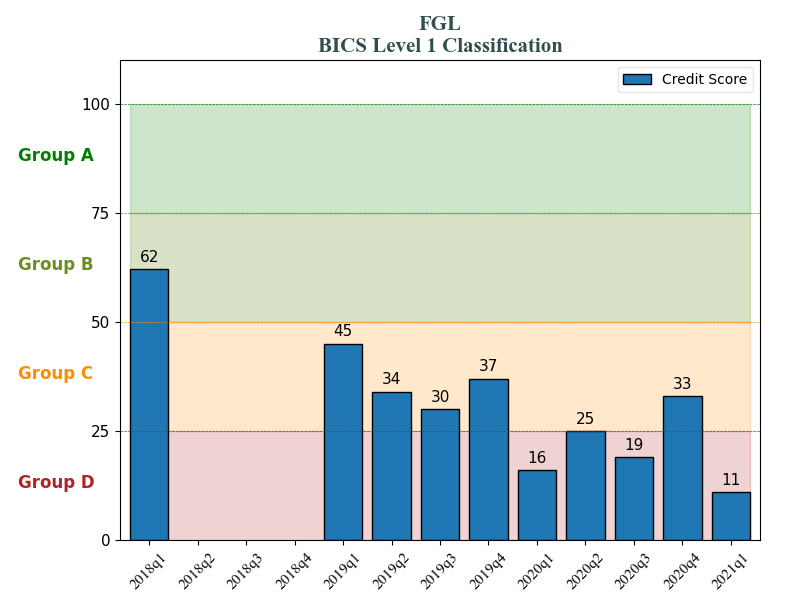 FGL
BICS Level 1 Classification
Credit Score
100
Group A
75
Group B
62
50
45
Group C
34
30
37
33
25
25
16
19
11
Group D
0
2018q1 2018q2 2018q3 2018q4 2019q1 2019q2 2019q3 2019q4 2020q1 2020q2 2020q3 2020q4 2021q1